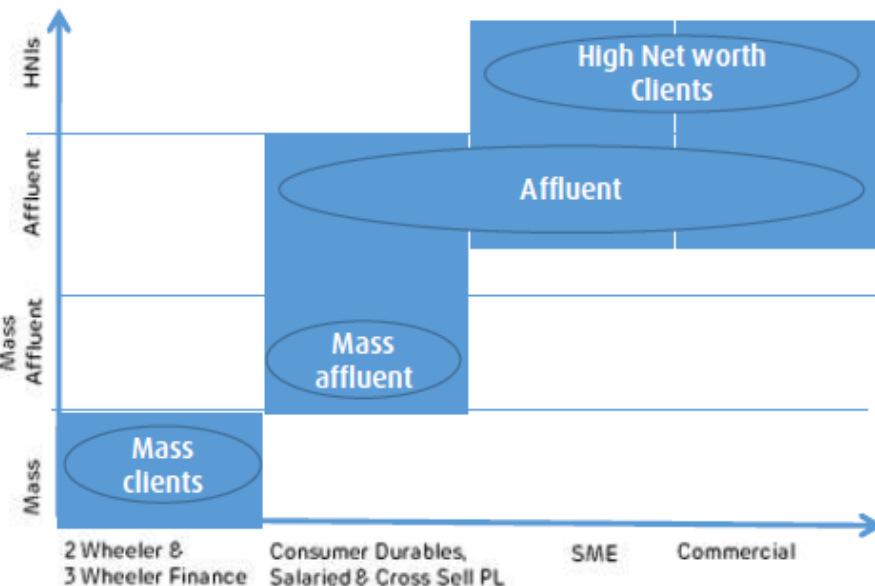 HNIs
High Net worth
Clients
Affluent
Affluent
Mass
Affluent
Mass
affluent
Mass
Mass
clients
2 Wheeler &
3 Wheeler Finance
Consumer Durables,
Salaried & Cross Sell PL
SME
Commercial